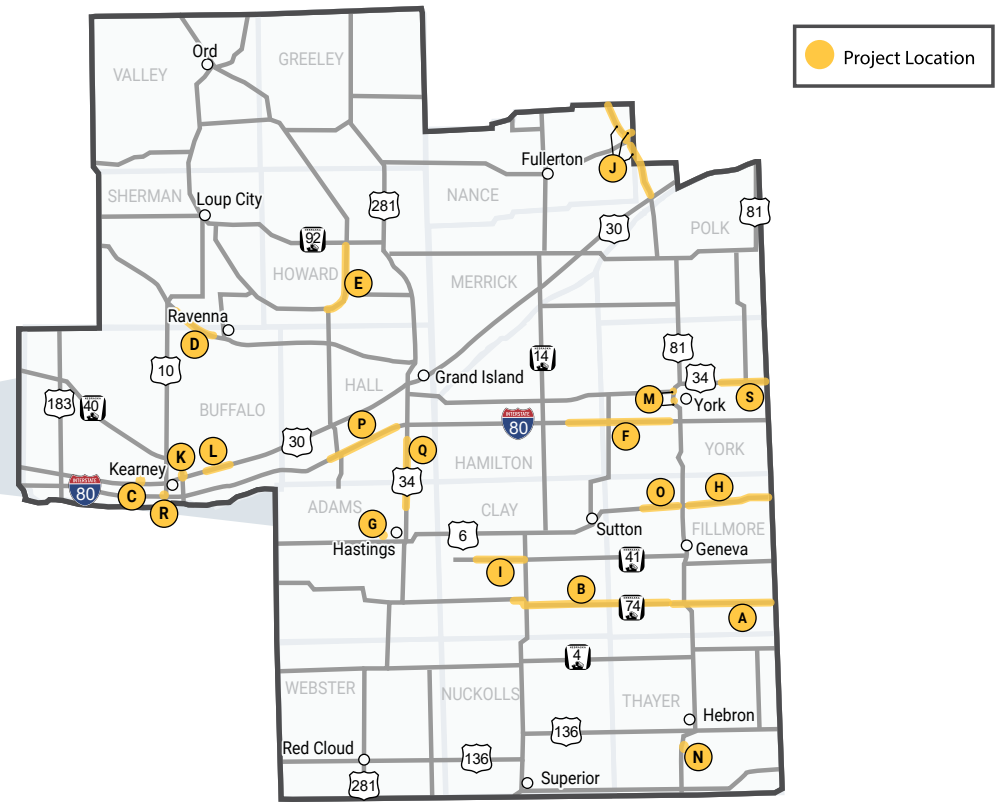 Project Location
Ord
VALLEY
GREELEY
Fullerton
J
SHERMAN
Loup City
NANCE
281
81
92
30
POLK
HOWARD
E
MERRICK
Ravenna
D
10
14
81
Grand Island
34
HALL
183
40
BUFFALO
M
York
S
P
INTERSTATE
80
F
30
Q
K
L
YORK
Kearney
HAMILTON
INTERSTATE
80
C
34
O
H
R
ADAMS
CLAY
G
Sutton
FILLMORE
Hastings
6
Geneva
41
I
B
74
A
4
WEBSTER
NUCKOLLS
THAYER
Hebron
136
Red Cloud
136
N
281
Superior